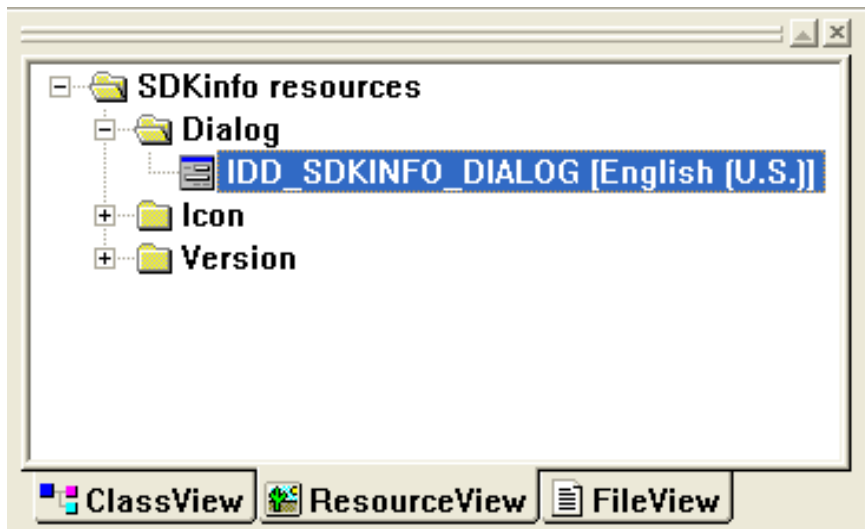 SDKinfo resources
Dialog
IDD_SDKINFO_DIALOG [English (U.S.)]
Icon
Version
ClassView ResourceView FileView